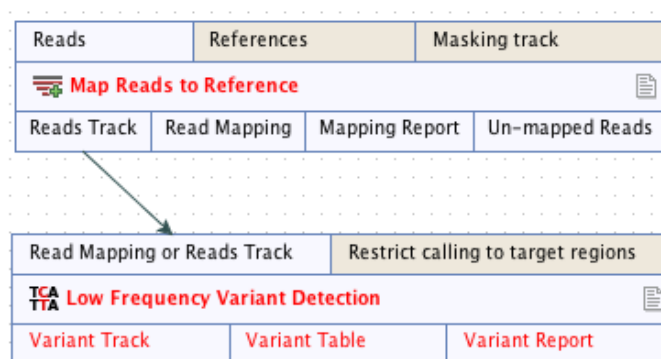 Reads References Masking track
Map Reads to Reference
Reads Track Read Mapping Mapping Report Un-mapped Reads
Read Mapping or Reads Track Restrict calling to target regions
TCA
TTA Low Frequency Variant Detection
Variant Track Variant Table Variant Report